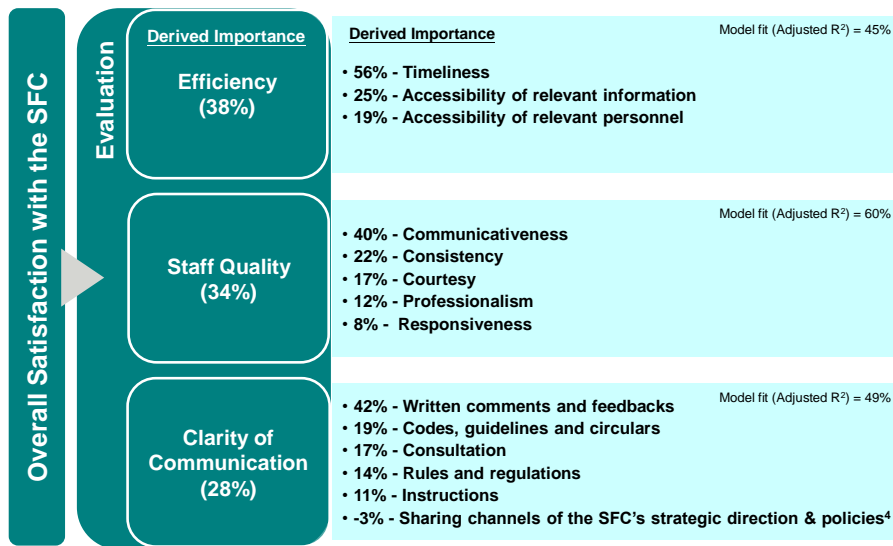 Overall Satisfaction with the SFC
Evaluation
Derived Importance
Efficiency
(38%)
Derived Importance
Model fit (Adjusted R²) = 45%
• 56% - Timeliness
• 25% - Accessibility of relevant information
• 19% - Accessibility of relevant personnel
Staff Quality
(34%)
Model fit (Adjusted R²) = 60%
• 40% - Communicativeness
• 22% - Consistency
• 17% - Courtesy
• 12% - Professionalism
• 8% - Responsiveness
Clarity of
Communication
(28%)
Model fit (Adjusted R²) = 49%
• 42% - Written comments and feedbacks
• 19% - Codes, guidelines and circulars
• 17% - Consultation
• 14% - Rules and regulations
• 11% - Instructions
• -3% - Sharing channels of the SFC's strategic direction & policies⁴